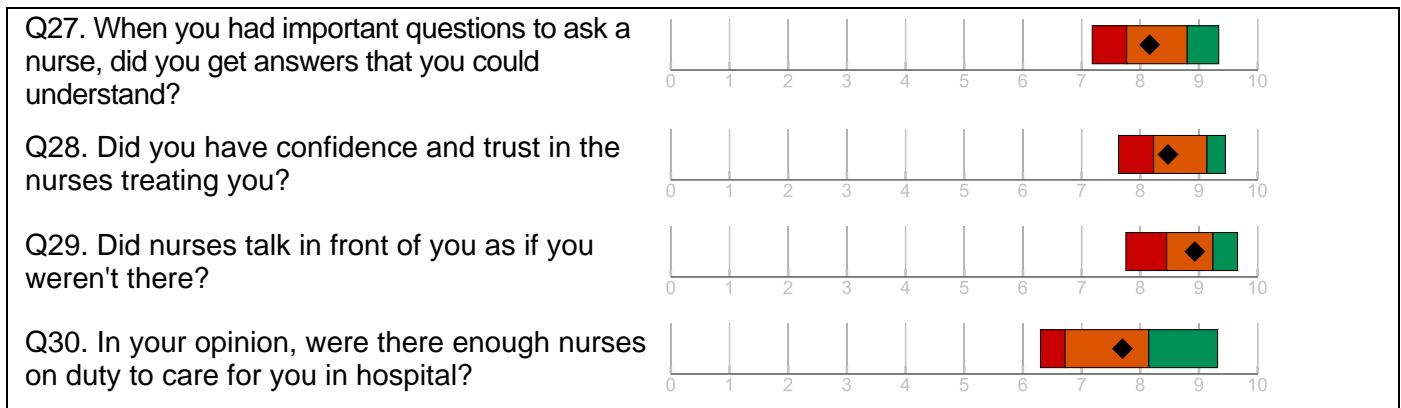 Q27. When you had important questions to ask a
nurse, did you get answers that you could
understand?
0 1 2 3 4 5 6 7 8 9 10
Q28. Did you have confidence and trust in the
nurses treating you?
0 1 2 3 4 5 6 7 8 9 10
Q29. Did nurses talk in front of you as if you
weren't there?
0 1 2 3 4 5 6 7 8 9 10
Q30. In your opinion, were there enough nurses
on duty to care for you in hospital?
0 1 2 3 4 5 6 7 8 9 10